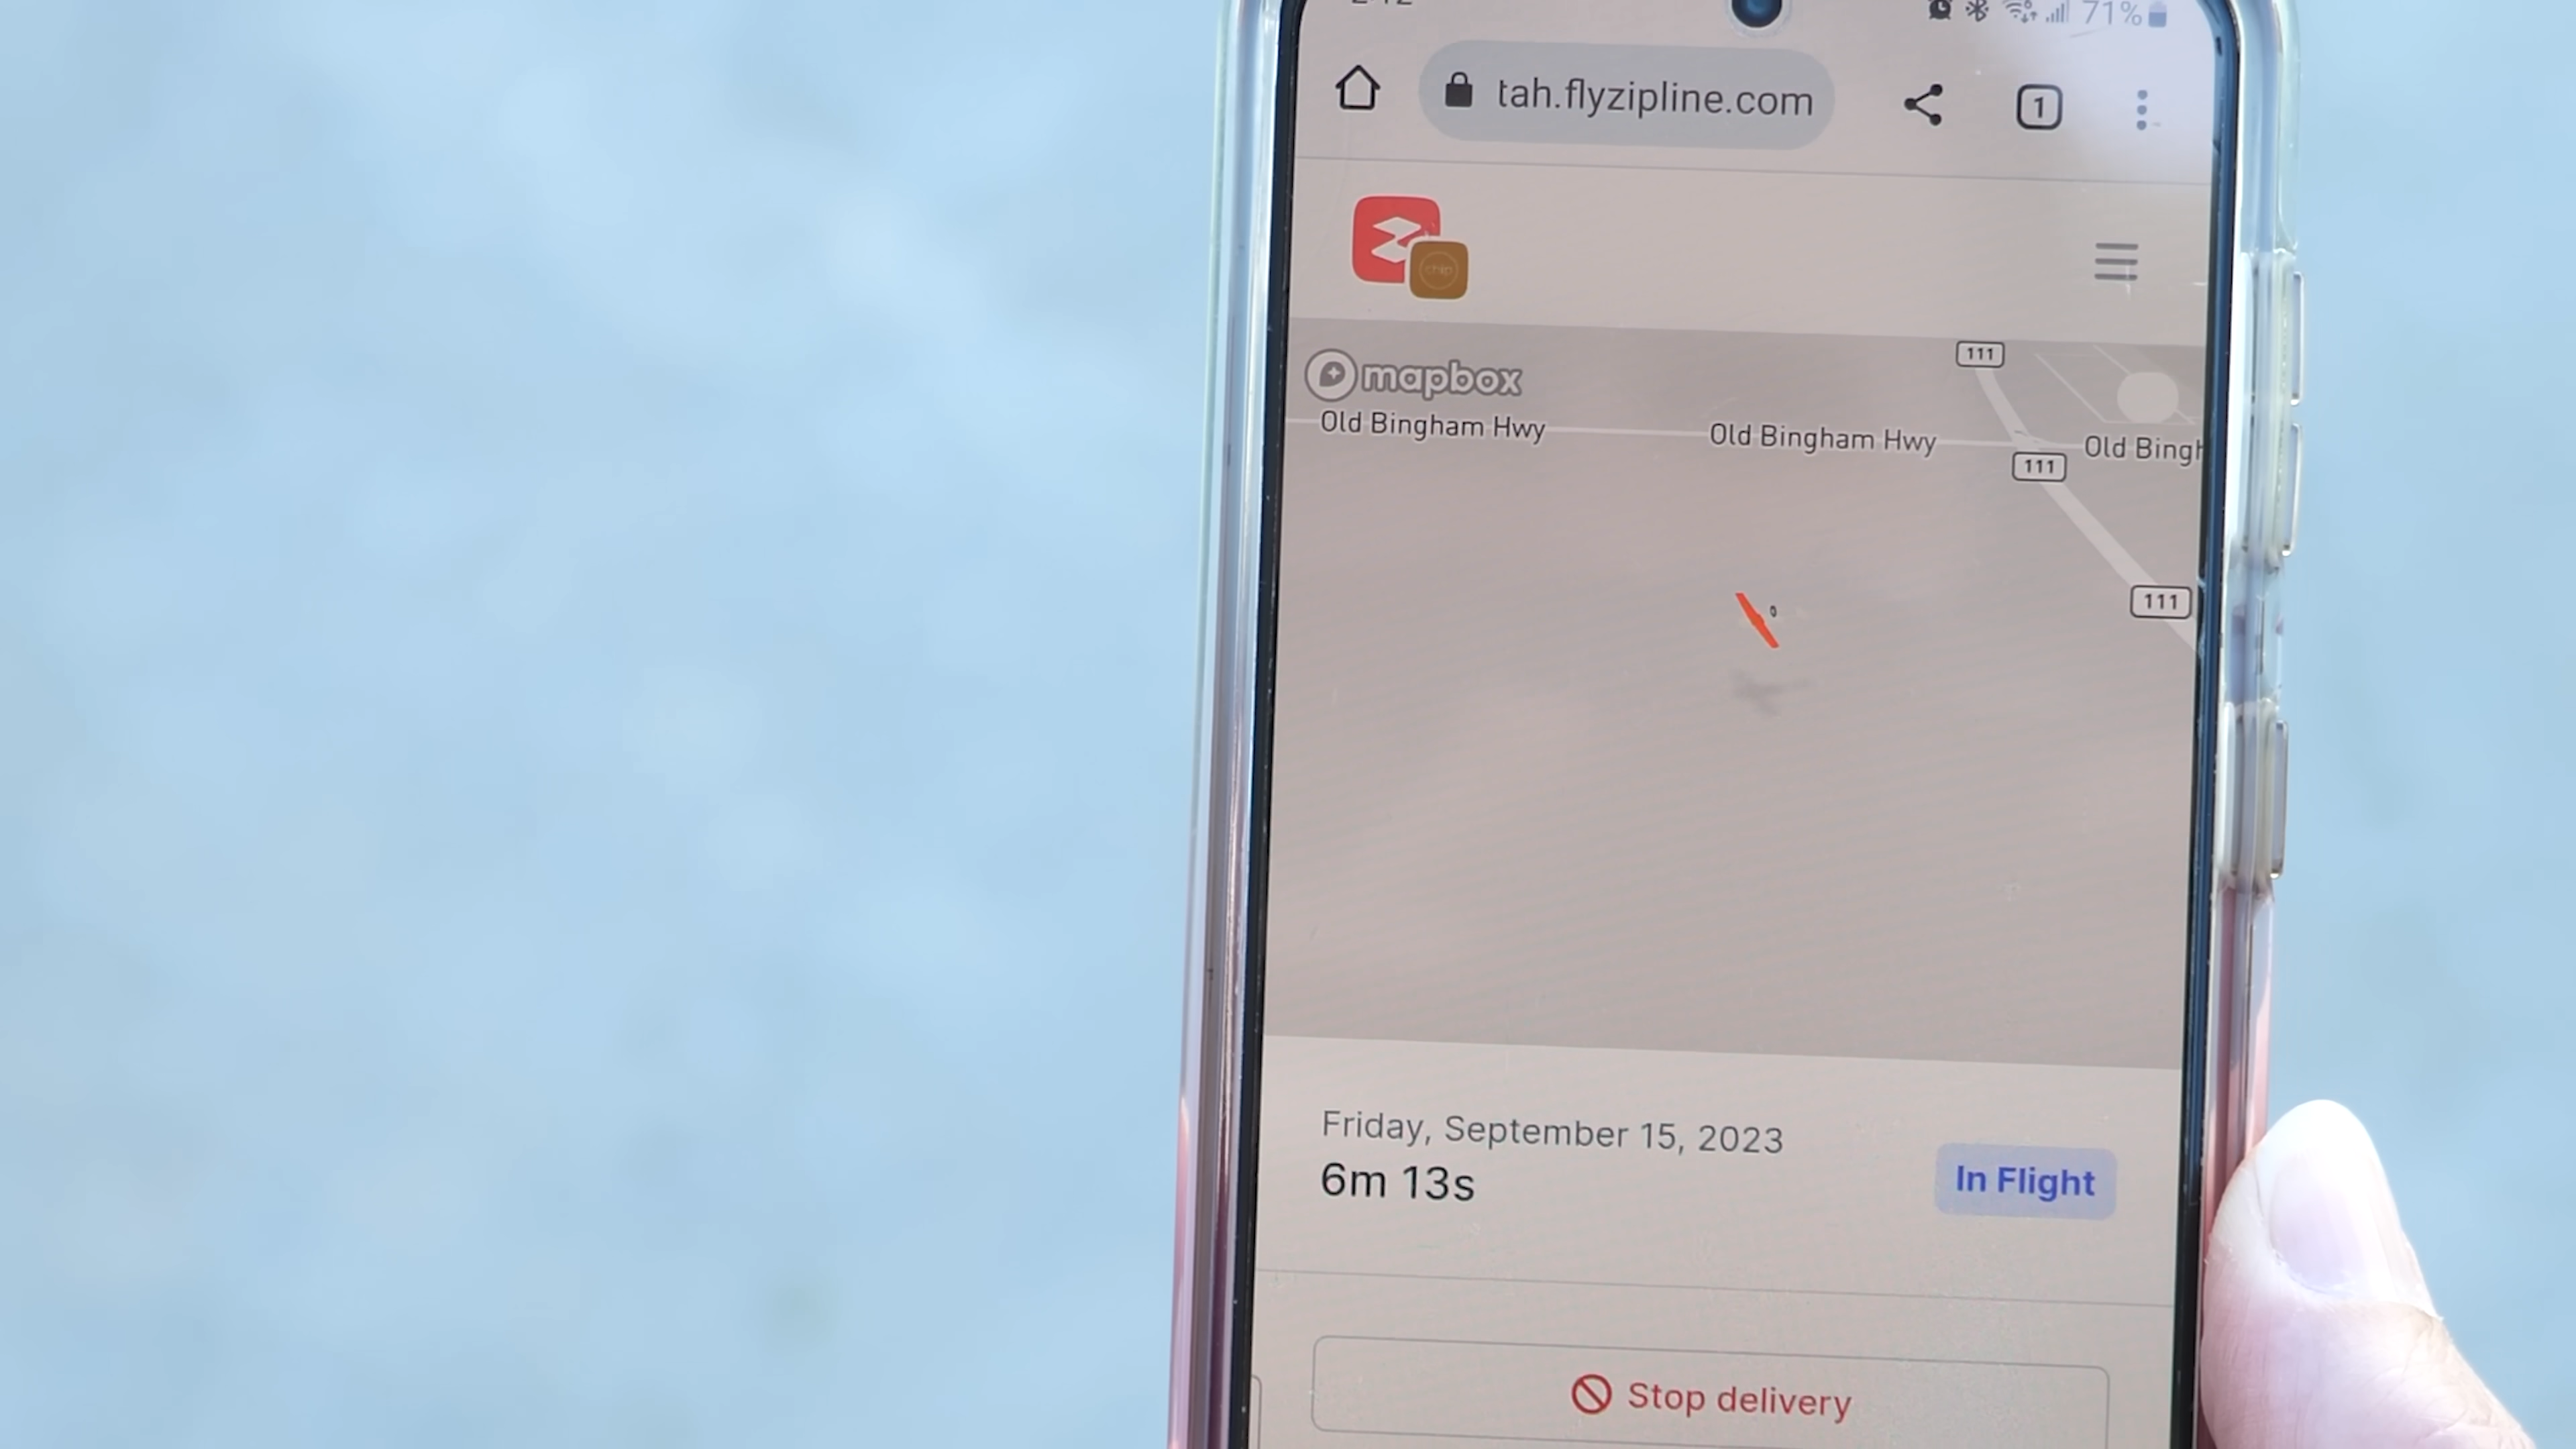 71%
tah.flyzipline.com
1
chip
mapbox
111
Old Bingham Hwy
Old Bingham Hwy
Old Bingh
111
111
Friday, September 15, 2023
6m 13s
In Flight
Stop delivery